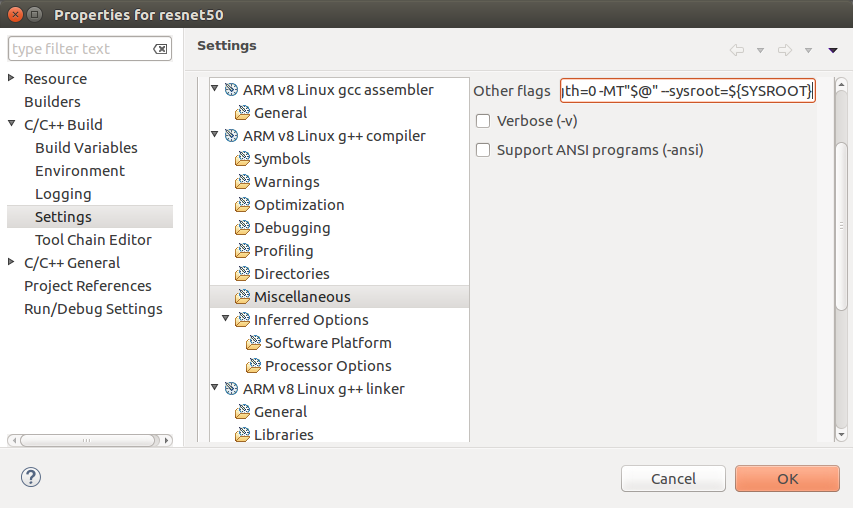 Properties for resnet50
type filter text
Resource
Builders
C/C++ Build
Build Variables
Environment
Logging
Settings
Tool Chain Editor
C/C++ General
Project References
Run/Debug Settings
Settings
ARM v8 Linux gcc assembler
General
ARM v8 Linux g++ compiler
Symbols
Warnings
Optimization
Debugging
Profiling
Directories
Miscellaneous
Inferred Options
Software Platform
Processor Options
ARM v8 Linux g++ linker
General
Libraries
Other flags
th=0 -MT"$@" --sysroot=${SYSROOT}
Verbose (-v)
Support ANSI programs (-ansi)
?
Cancel
OK